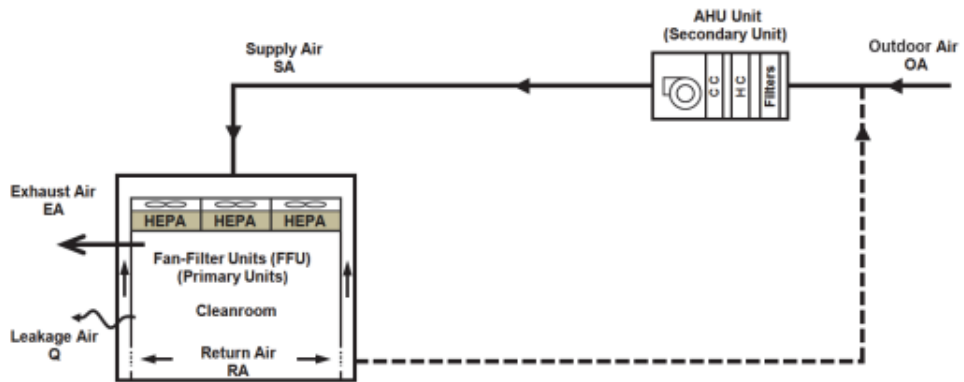 AHU Unit
(Secondary Unit)
Supply Air
SA
Outdoor Air
OA
C C
H C
Filters
Exhaust Air
EA
HEPA HEPA HEPA
Fan-Filter Units (FFU)
(Primary Units)
Cleanroom
Leakage Air
Q
Return Air
RA